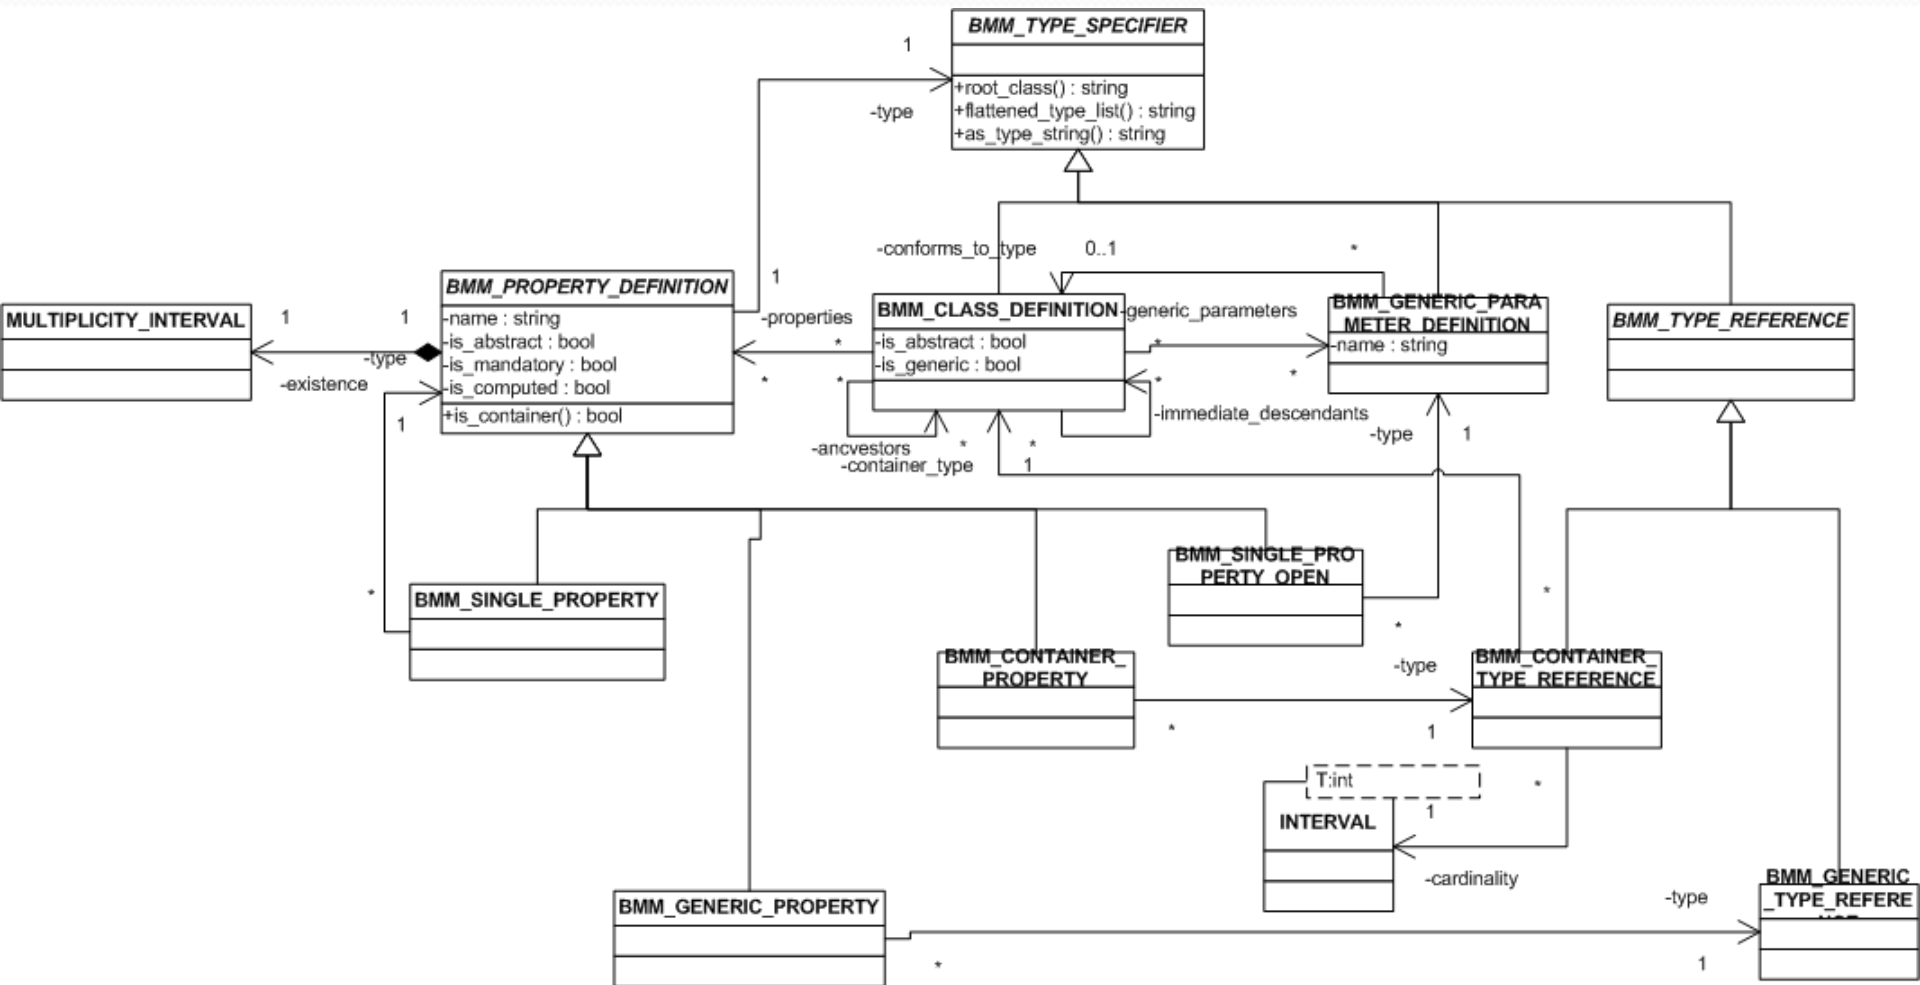 BMM_TYPE_SPECIFIER
1
-type
+root_class() : string
+flattened_type_list() : string
+as_type_string() : string
-conforms_to_type
0..1
*
BMM_PROPERTY_DEFINITION
-name : string
-is_abstract : bool
-is_mandatory : bool
-is_computed : bool
+is_container() : bool
1
-properties
*
*
MULTIPLICITY_INTERVAL
1
1
-type
-existence
1
BMM_CLASS_DEFINITION
-is_abstract : bool
-is_generic : bool
-generic_parameters
*
*
BMM_GENERIC_PARA
METER_DEFINITION
-name : string
BMM_TYPE_REFERENCE
*
*
-immediate_descendants
-ancvestors
*
*
-container_type
1
-type
1
*
BMM_SINGLE_PROPERTY
BMM_SINGLE_PRO
PERTY_OPEN
*
*
BMM_CONTAINER_
PROPERTY
*
-type
1
BMM_CONTAINER_
TYPE_REFERENCE
T:int
*
1
INTERVAL
-cardinality
BMM_GENERIC_PROPERTY
*
-type
1
BMM_GENERIC
_TYPE_REFERE